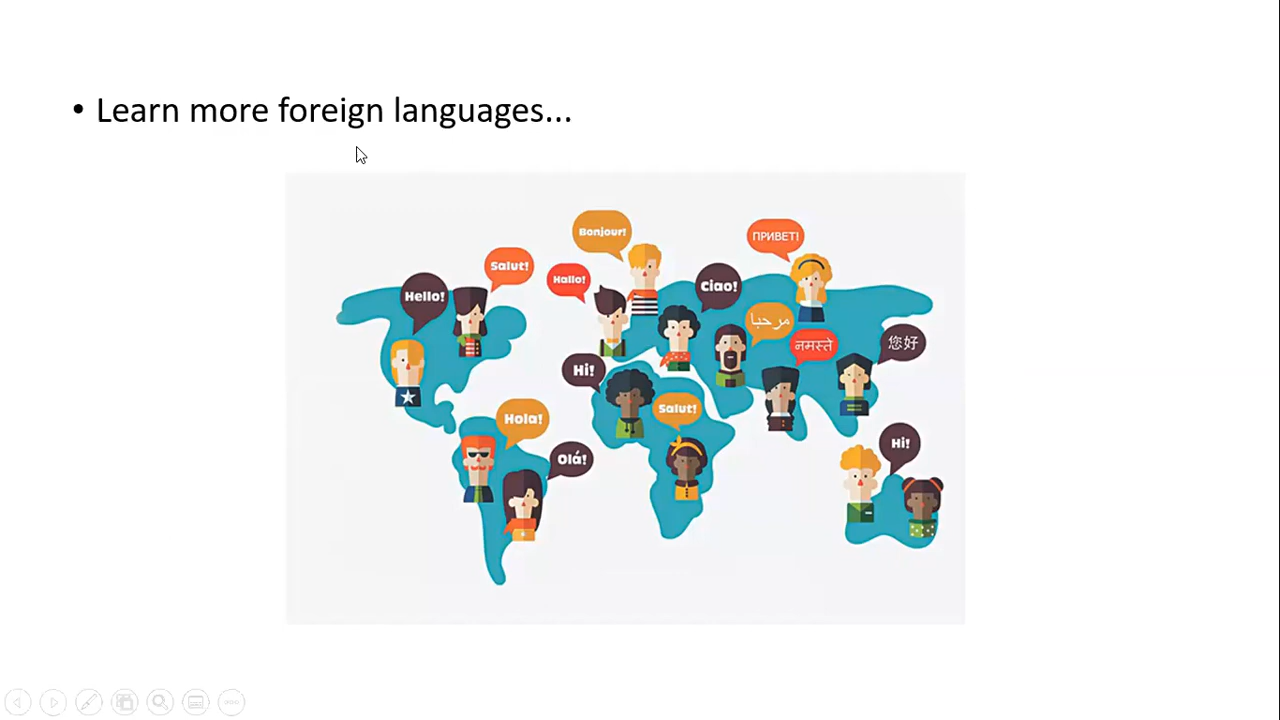 • Learn more foreign languages...
Bonjour!
ПРИВЕТ!
Salut!
Hallo!
Ciao!
Hello!
مرحبا
नमस्ते
您好
Hi!
Salut!
Hola!
Olá!
Hi!